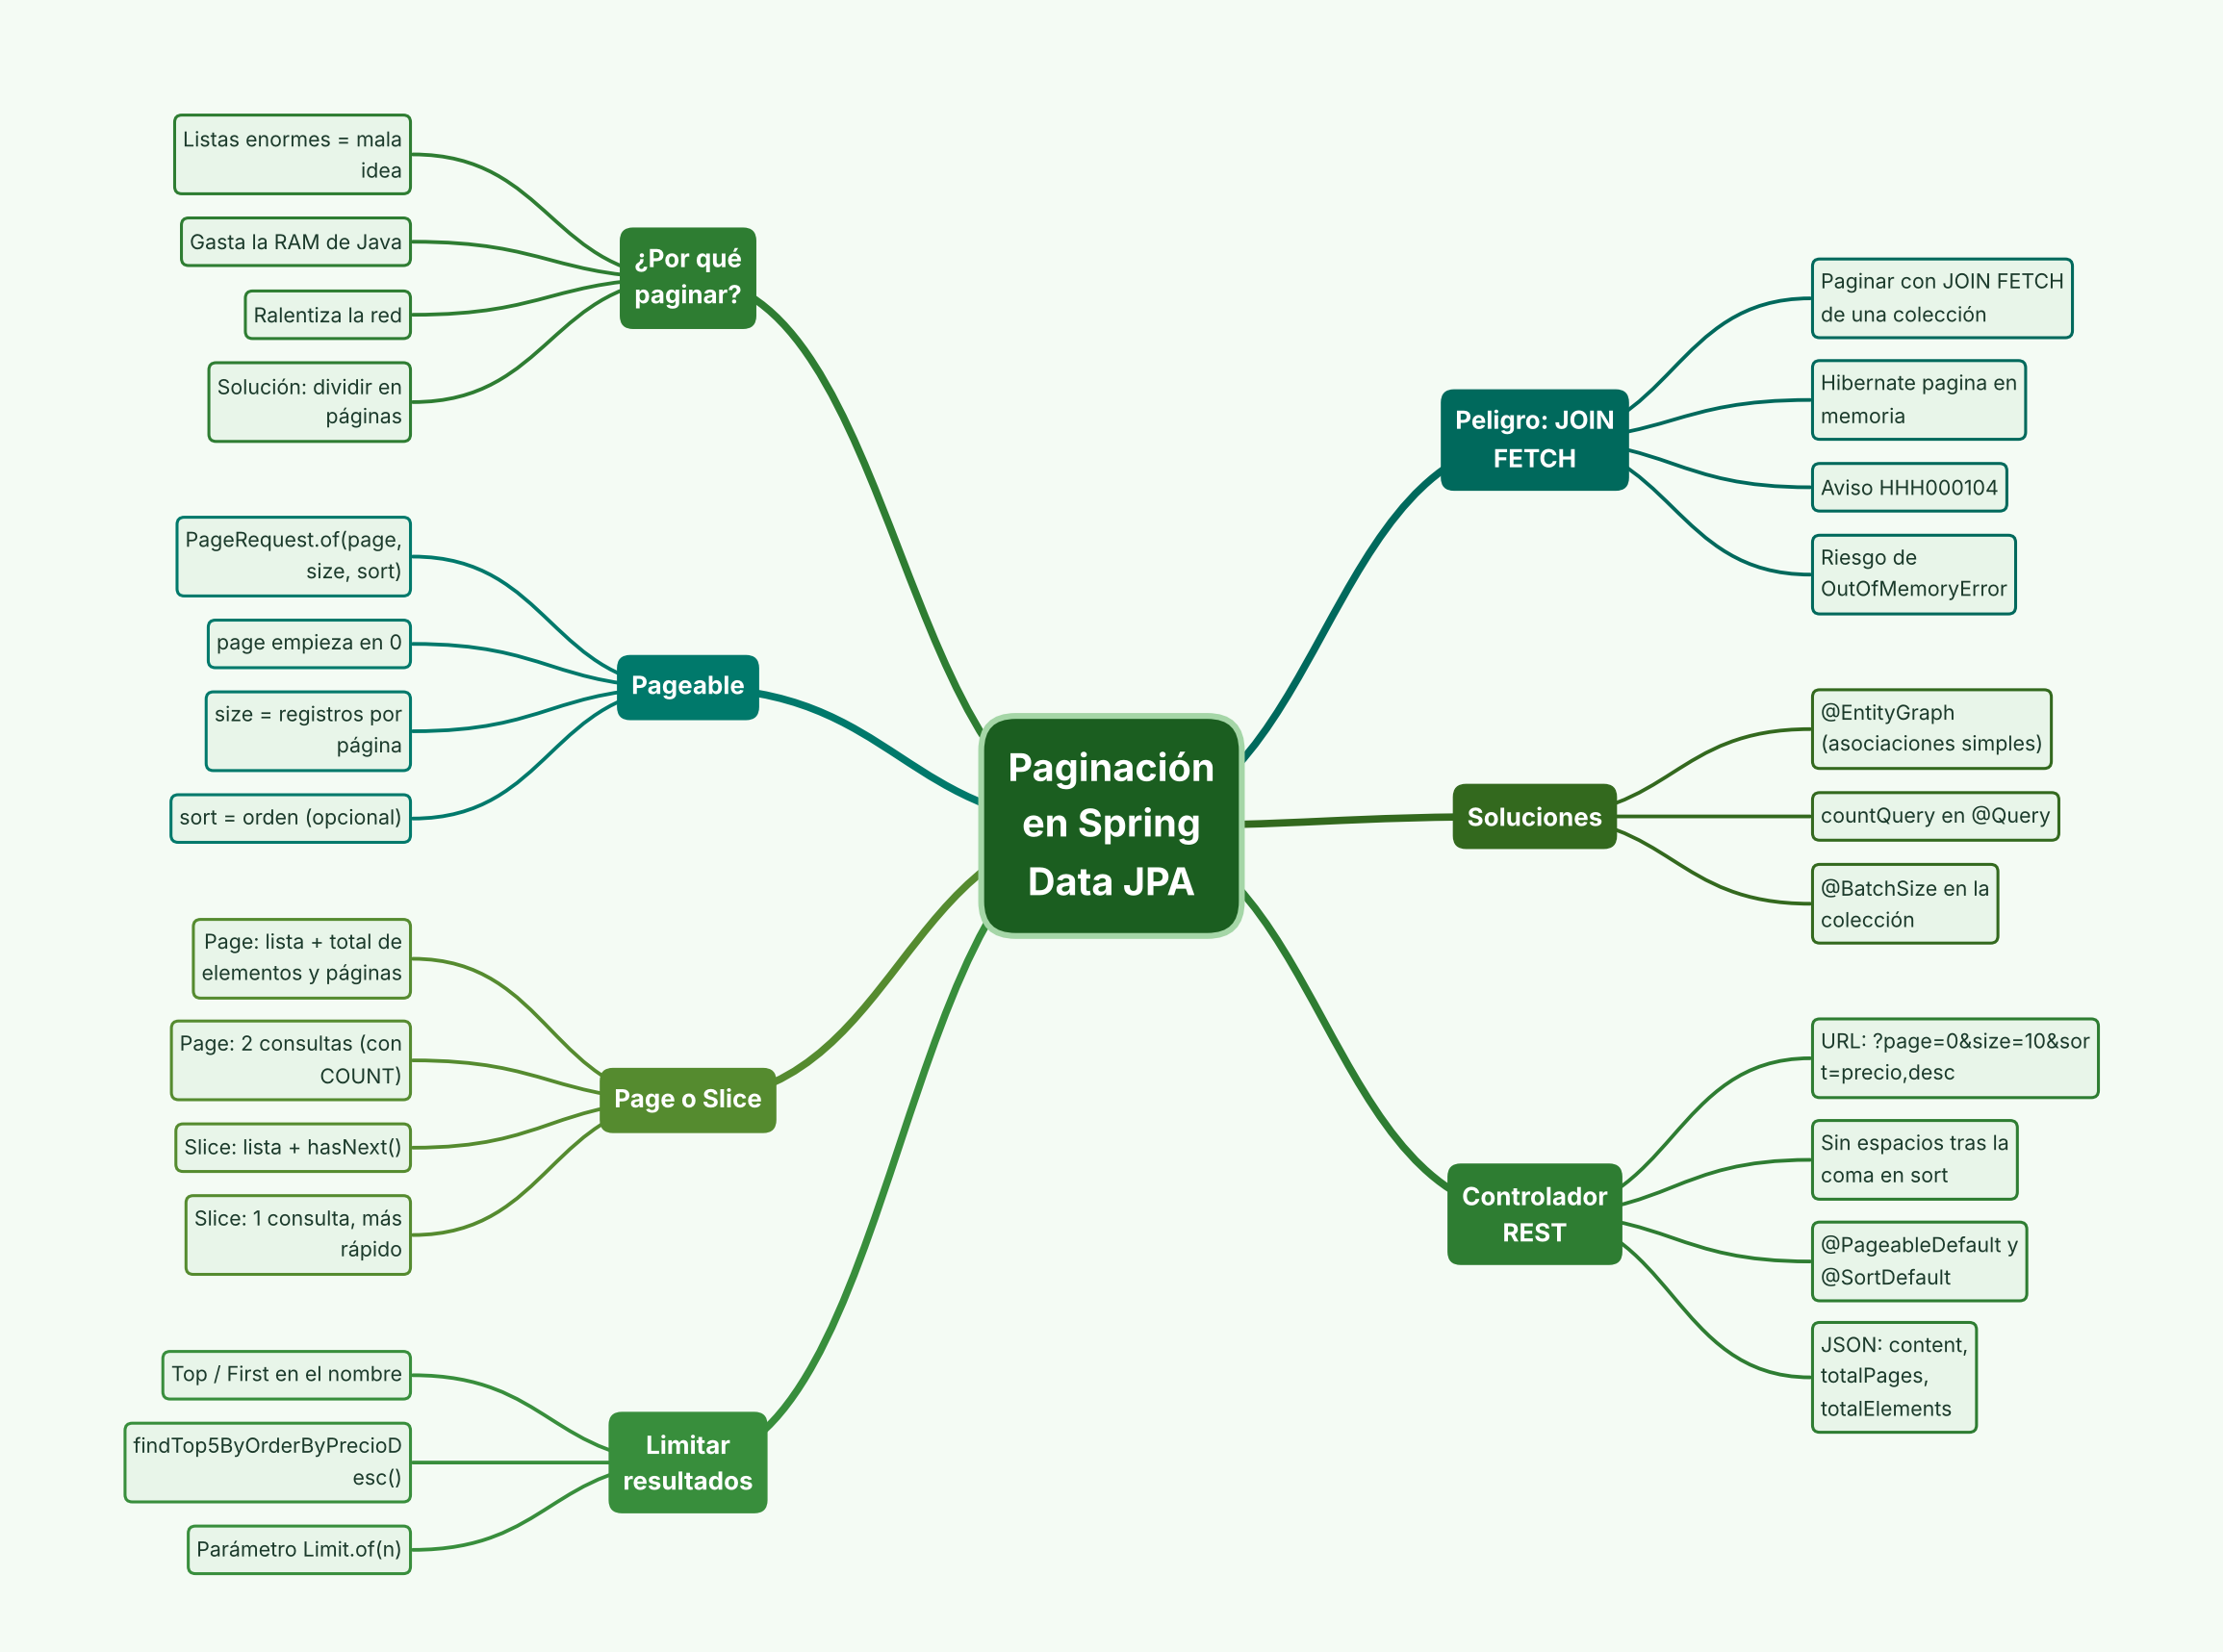 Paginación
en Spring
Data JPA
¿Por qué
paginar?
Listas enormes = mala
idea
Gasta la RAM de Java
Ralentiza la red
Solución: dividir en
páginas
Pageable
PageRequest.of(page,
size, sort)
page empieza en 0
size = registros por
página
sort = orden (opcional)
Page o Slice
Page: lista + total de
elementos y páginas
Page: 2 consultas (con
COUNT)
Slice: lista + hasNext()
Slice: 1 consulta, más
rápido
Limitar
resultados
Top / First en el nombre
findTop5ByOrderByPrecioD
esc()
Parámetro Limit.of(n)
Peligro: JOIN
FETCH
Paginar con JOIN FETCH
de una colección
Hibernate pagina en
memoria
Aviso HHH000104
Riesgo de
OutOfMemoryError
Soluciones
@EntityGraph
(asociaciones simples)
countQuery en @Query
@BatchSize en la
colección
Controlador
REST
URL: ?page=0&size=10&sor
t=precio,desc
Sin espacios tras la
coma en sort
@PageableDefault y
@SortDefault
JSON: content,
totalPages,
totalElements